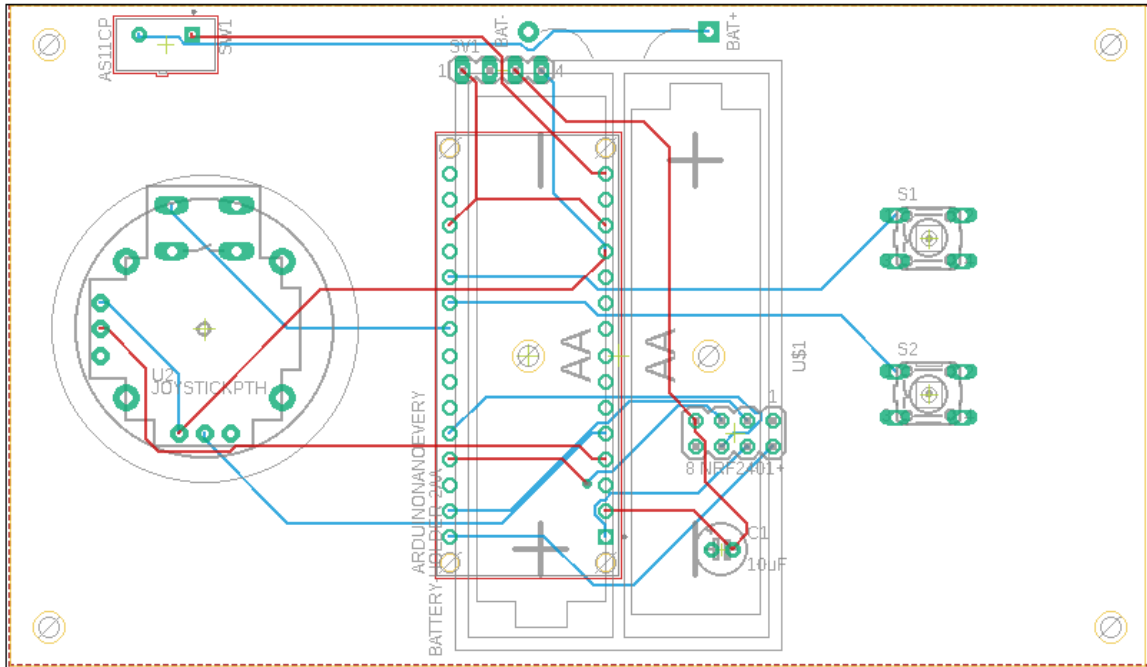 AS11CP
SW1
BAT-
BAT+
SV1
1
4
S1
S2
AA
AA
U$1
U2
JOYSTICKPTH
ARDUINONANOEVERY
BATTERY-HOLDER-2AA
1
8
NRF2401+
C1
10uF